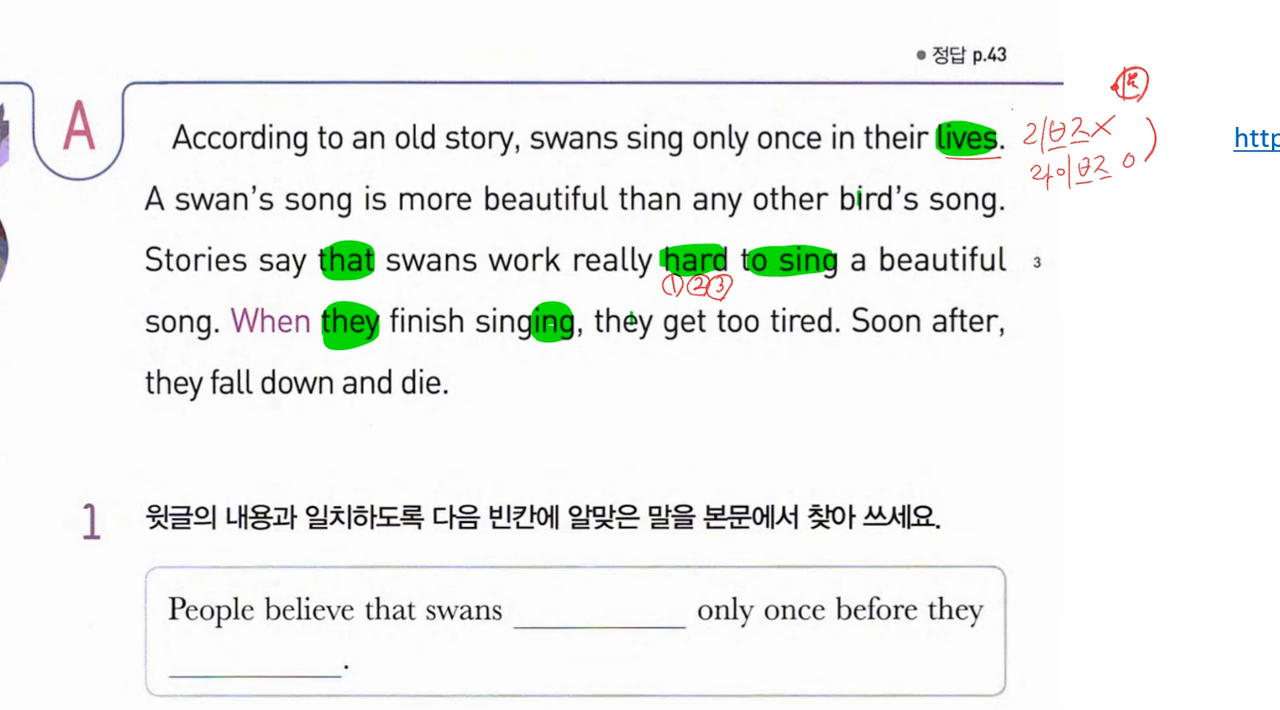 ● 정답 p.43
A
According to an old story, swans sing only once in their lives.
리브즈 X
라이브즈 O
http
A swan's song is more beautiful than any other bird's song.
Stories say that swans work really hard to sing a beautiful
3
① ② ③
song. When they finish singing, they get too tired. Soon after,
they fall down and die.
1 윗글의 내용과 일치하도록 다음 빈칸에 알맞은 말을 본문에서 찾아 쓰세요.
People believe that swans __________ only once before they
__________.